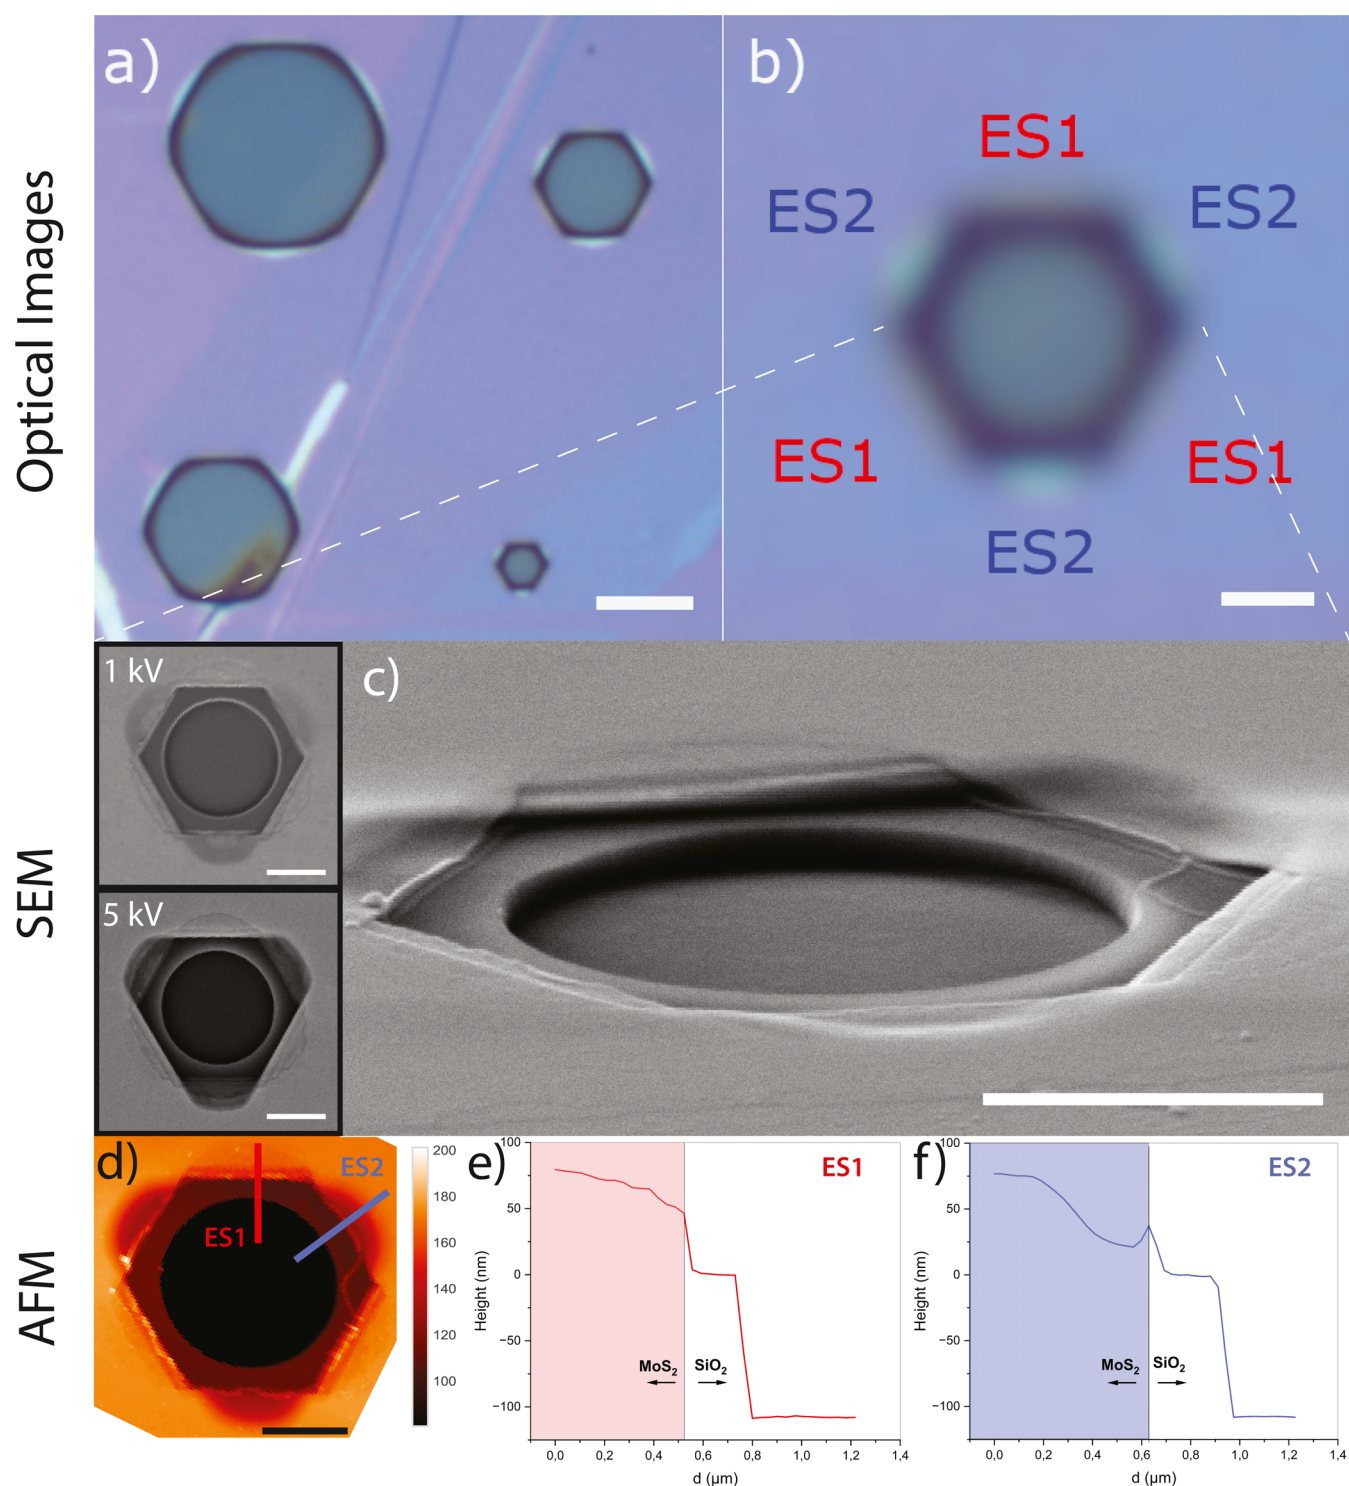 Optical Images
a)
b)
ES1
ES2
ES2
ES1
ES1
ES2
SEM
1 kV
c)
5 kV
AFM
d)
ES2
ES1
200
180
160
140
120
100
e)
ES1
100
50
0
−50
−100
Height (nm)
MoS2
SiO2
0,0
0,2
0,4
0,6
0,8
1,0
1,2
1,4
d (µm)
f)
ES2
100
50
0
−50
−100
Height (nm)
MoS2
SiO2
0,0
0,2
0,4
0,6
0,8
1,0
1,2
1,4
d (µm)